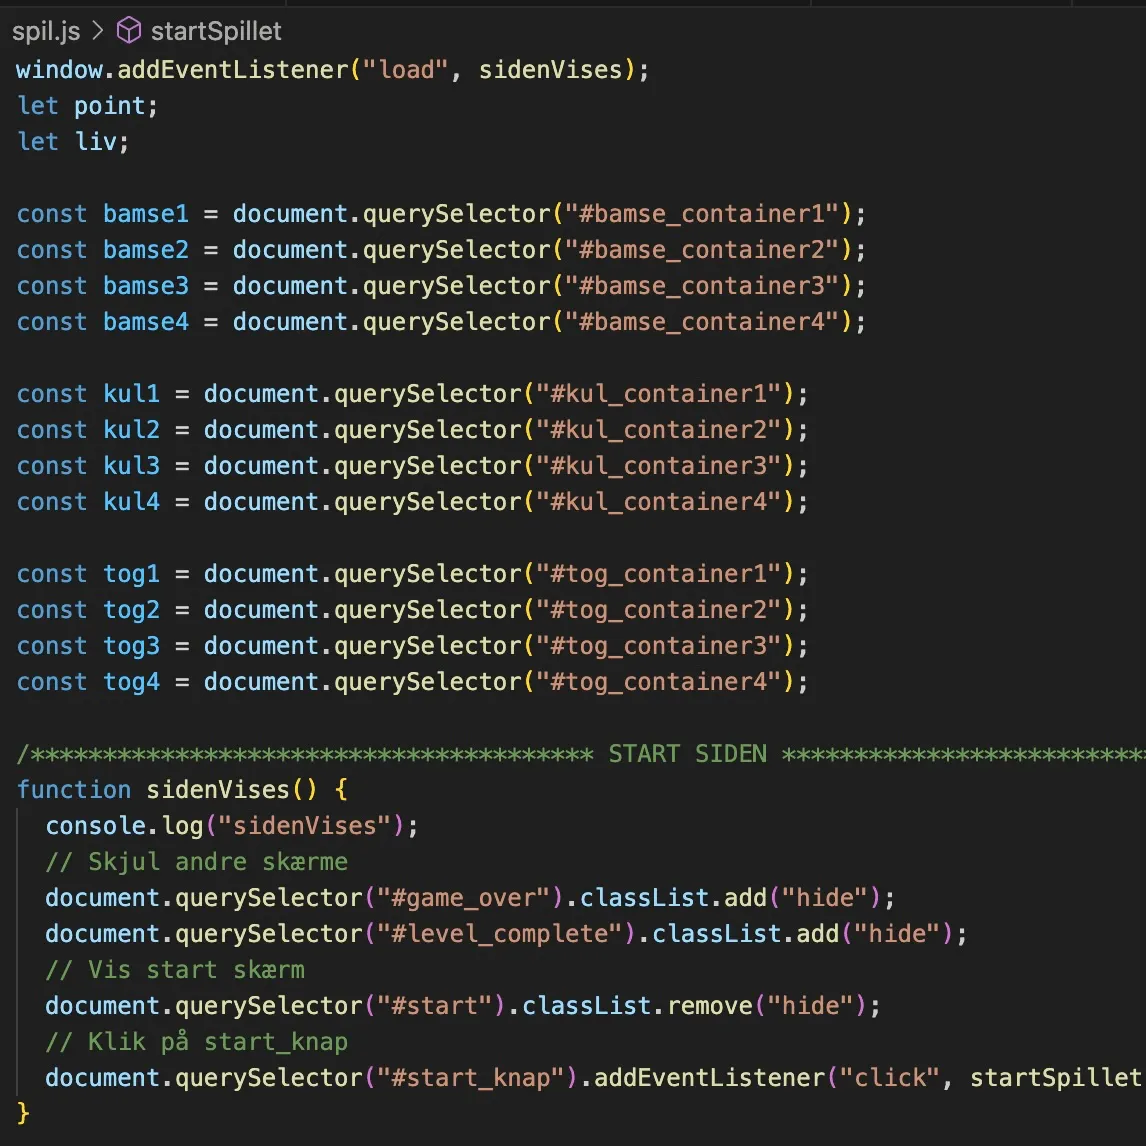 spil.js > startSpillet
window.addEventListener("load", sidenVises);
let point;
let liv;
const bamse1 = document.querySelector("#bamse_container1");
const bamse2 = document.querySelector("#bamse_container2");
const bamse3 = document.querySelector("#bamse_container3");
const bamse4 = document.querySelector("#bamse_container4");
const kul1 = document.querySelector("#kul_container1");
const kul2 = document.querySelector("#kul_container2");
const kul3 = document.querySelector("#kul_container3");
const kul4 = document.querySelector("#kul_container4");
const tog1 = document.querySelector("#tog_container1");
const tog2 = document.querySelector("#tog_container2");
const tog3 = document.querySelector("#tog_container3");
const tog4 = document.querySelector("#tog_container4");
/*************************************** START SIDEN *************************
function sidenVises() {
  console.log("sidenVises");
  // Skjul andre skærme
  document.querySelector("#game_over").classList.add("hide");
  document.querySelector("#level_complete").classList.add("hide");
  // Vis start skærm
  document.querySelector("#start").classList.remove("hide");
  // Klik på start_knap
  document.querySelector("#start_knap").addEventListener("click", startSpillet
}